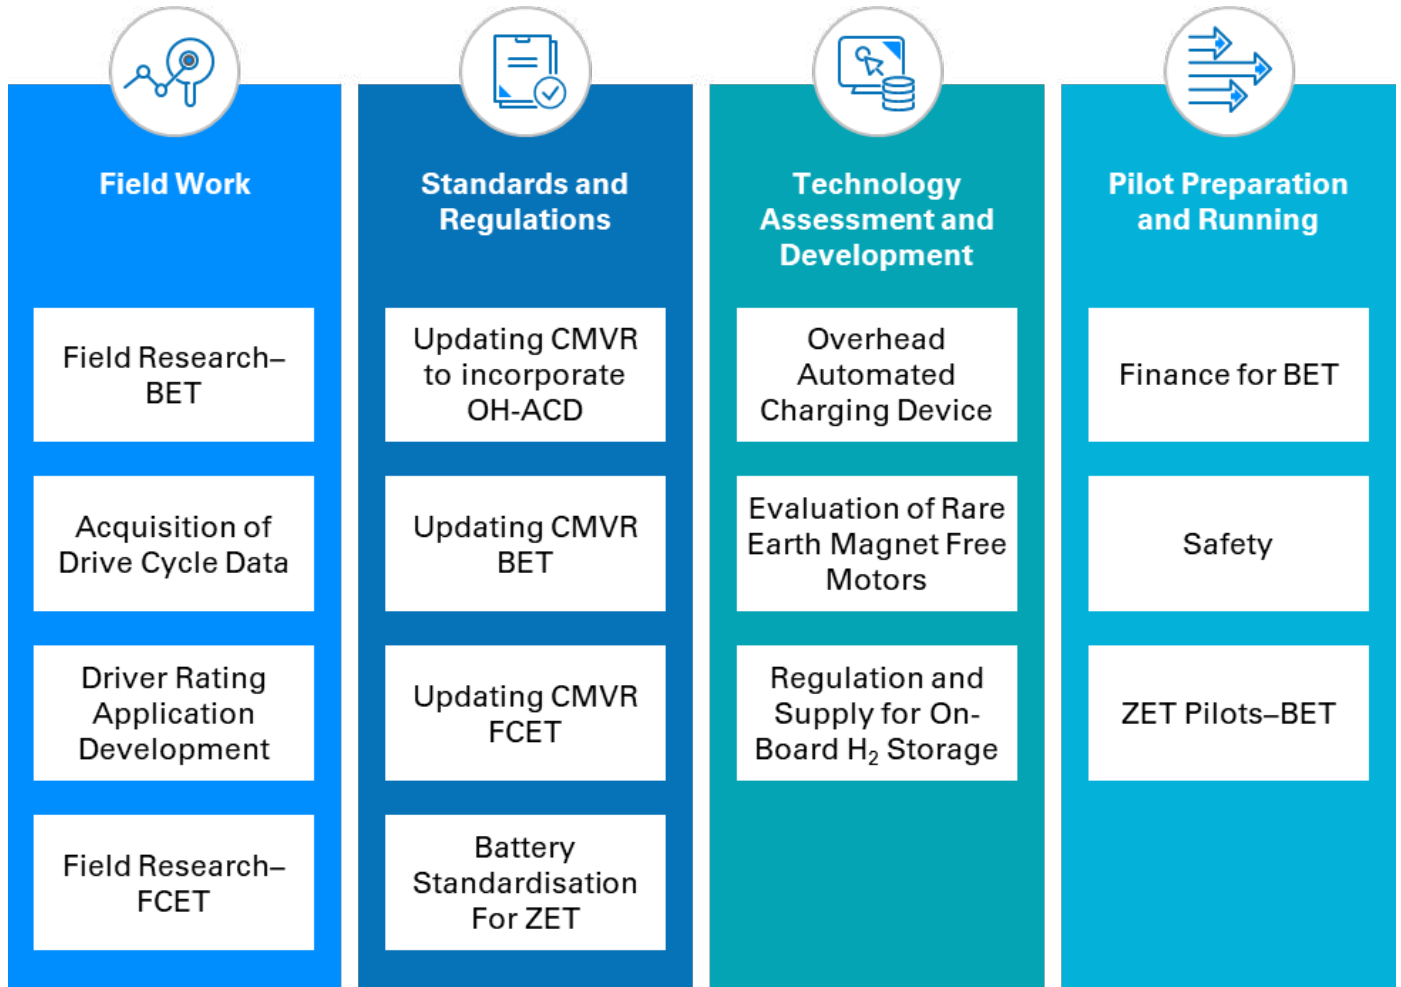 Field Work
Field Research–
BET
Acquisition of
Drive Cycle Data
Driver Rating
Application
Development
Field Research–
FCET
Standards and
Regulations
Updating CMVR
to incorporate
OH-ACD
Updating CMVR
BET
Updating CMVR
FCET
Battery
Standardisation
For ZET
Technology
Assessment and
Development
Overhead
Automated
Charging Device
Evaluation of Rare
Earth Magnet Free
Motors
Regulation and
Supply for On-
Board H₂ Storage
Pilot Preparation
and Running
Finance for BET
Safety
ZET Pilots–BET